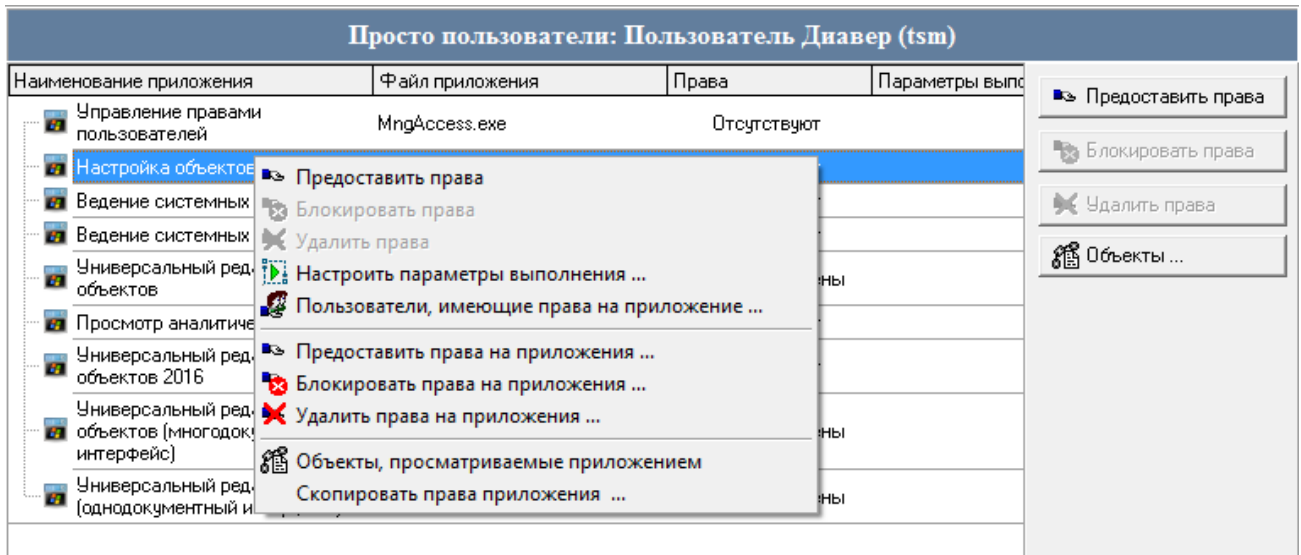 Просто пользователи: Пользователь Диавер (tsm)
Наименование приложения Файл приложения Права Параметры выпо
Управление правами
пользователей MngAccess.exe Отсутствуют
Настройка объектов
Ведение системных
Ведение системных
Универсальный ред
объектов ны
Просмотр аналитиче
Универсальный ред
объектов 2016
Универсальный ред
объектов (многодок ены
интерфейс)
Универсальный ред
(однодокументный и ны
Предоставить права
Блокировать права
Удалить права
Настроить параметры выполнения ...
Пользователи, имеющие права на приложение ...
Предоставить права на приложения ...
Блокировать права на приложения ...
Удалить права на приложения ...
Объекты, просматриваемые приложением
Скопировать права приложения ...
Предоставить права
Блокировать права
Удалить права
Объекты ...